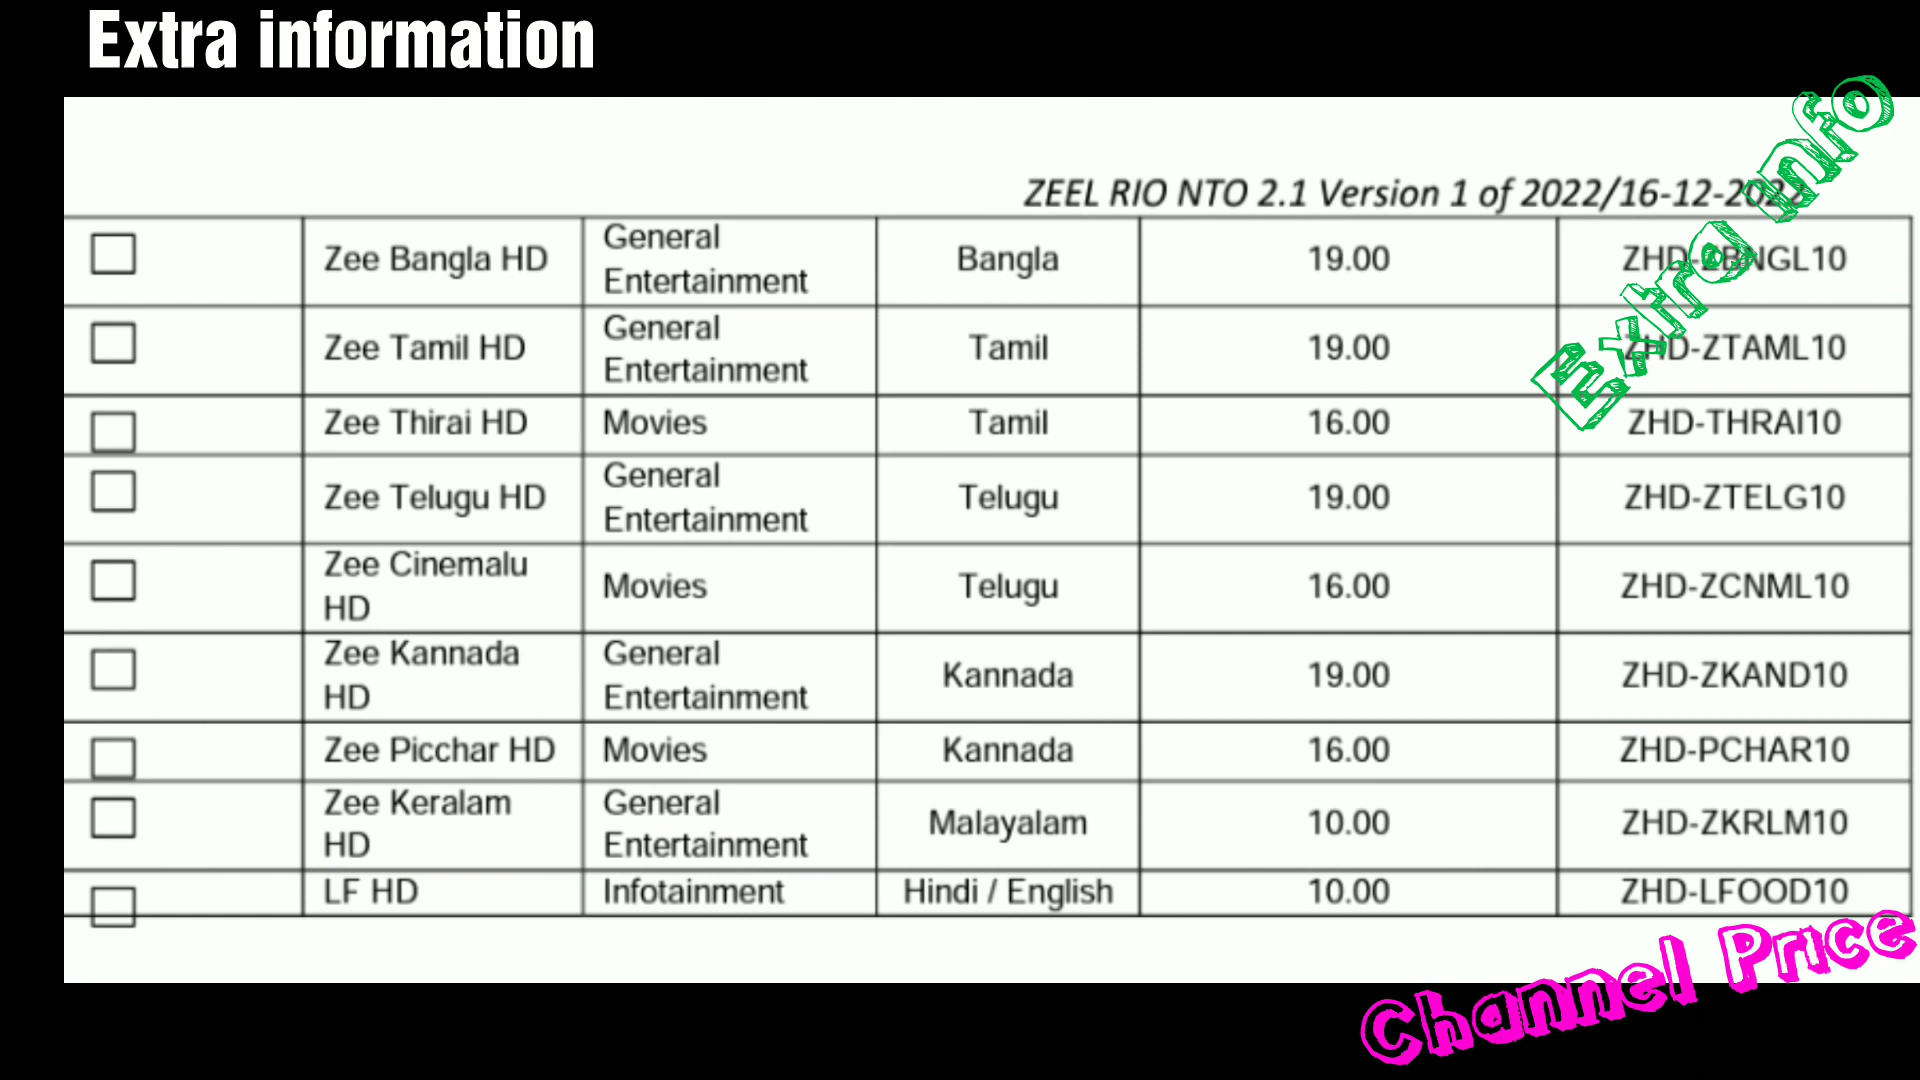 Extra information
ZEEL RIO NTO 2.1 Version 1 of 2022/16-12-2022
Zee Bangla HD General Entertainment Bangla 19.00 ZHD-ZBNGL10
Zee Tamil HD General Entertainment Tamil 19.00 ZHD-ZTAML10
Zee Thirai HD Movies Tamil 16.00 ZHD-THRAI10
Zee Telugu HD General Entertainment Telugu 19.00 ZHD-ZTELG10
Zee Cinemalu HD Movies Telugu 16.00 ZHD-ZCNML10
Zee Kannada HD General Entertainment Kannada 19.00 ZHD-ZKAND10
Zee Picchar HD Movies Kannada 16.00 ZHD-PCHAR10
Zee Keralam HD General Entertainment Malayalam 10.00 ZHD-ZKRLM10
LF HD Infotainment Hindi / English 10.00 ZHD-LFOOD10
Extra info
Channel Price